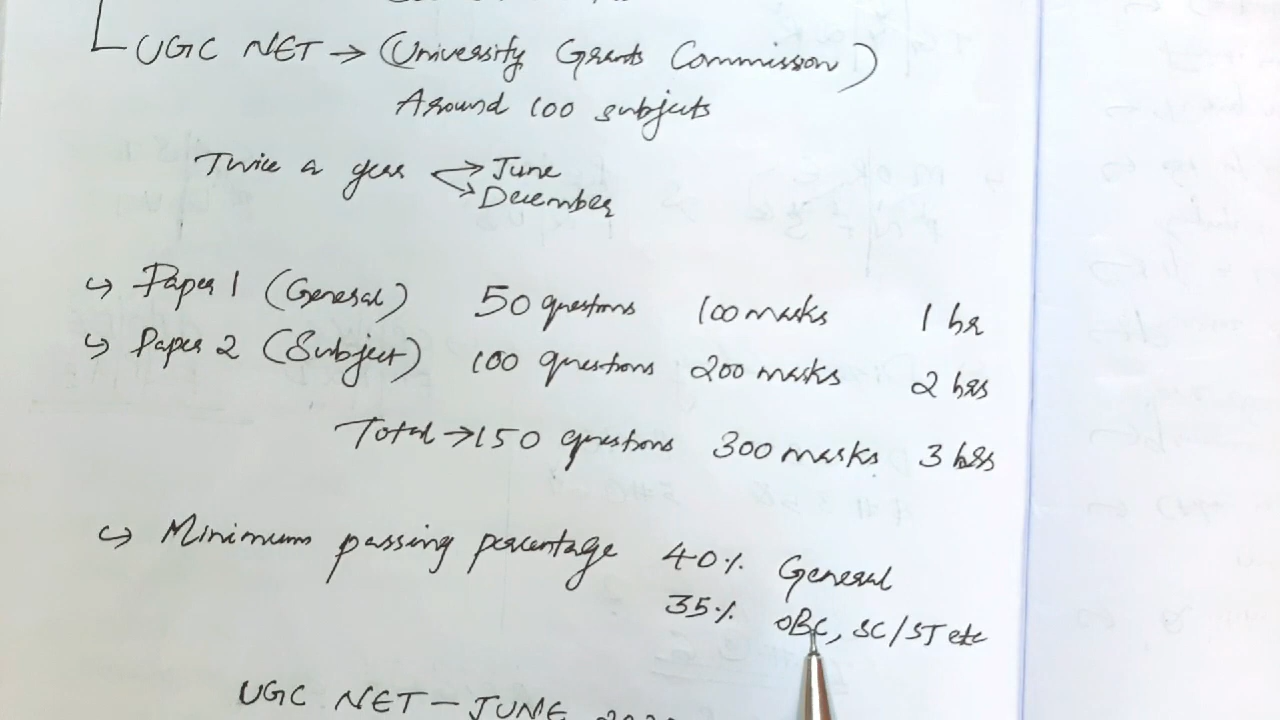 UGC NET → (University Grants Commission)
Around 100 subjects
Twice a year → June
→ December
↪ Paper 1 (General) 50 questions 100 marks 1 hr
↪ Paper 2 (Subject) 100 questions 200 marks 2 hrs
Total → 150 questions 300 marks 3 hrs
↪ Minimum passing percentage 40% General
35% OBC, SC/ST etc
UGC NET - JUNE